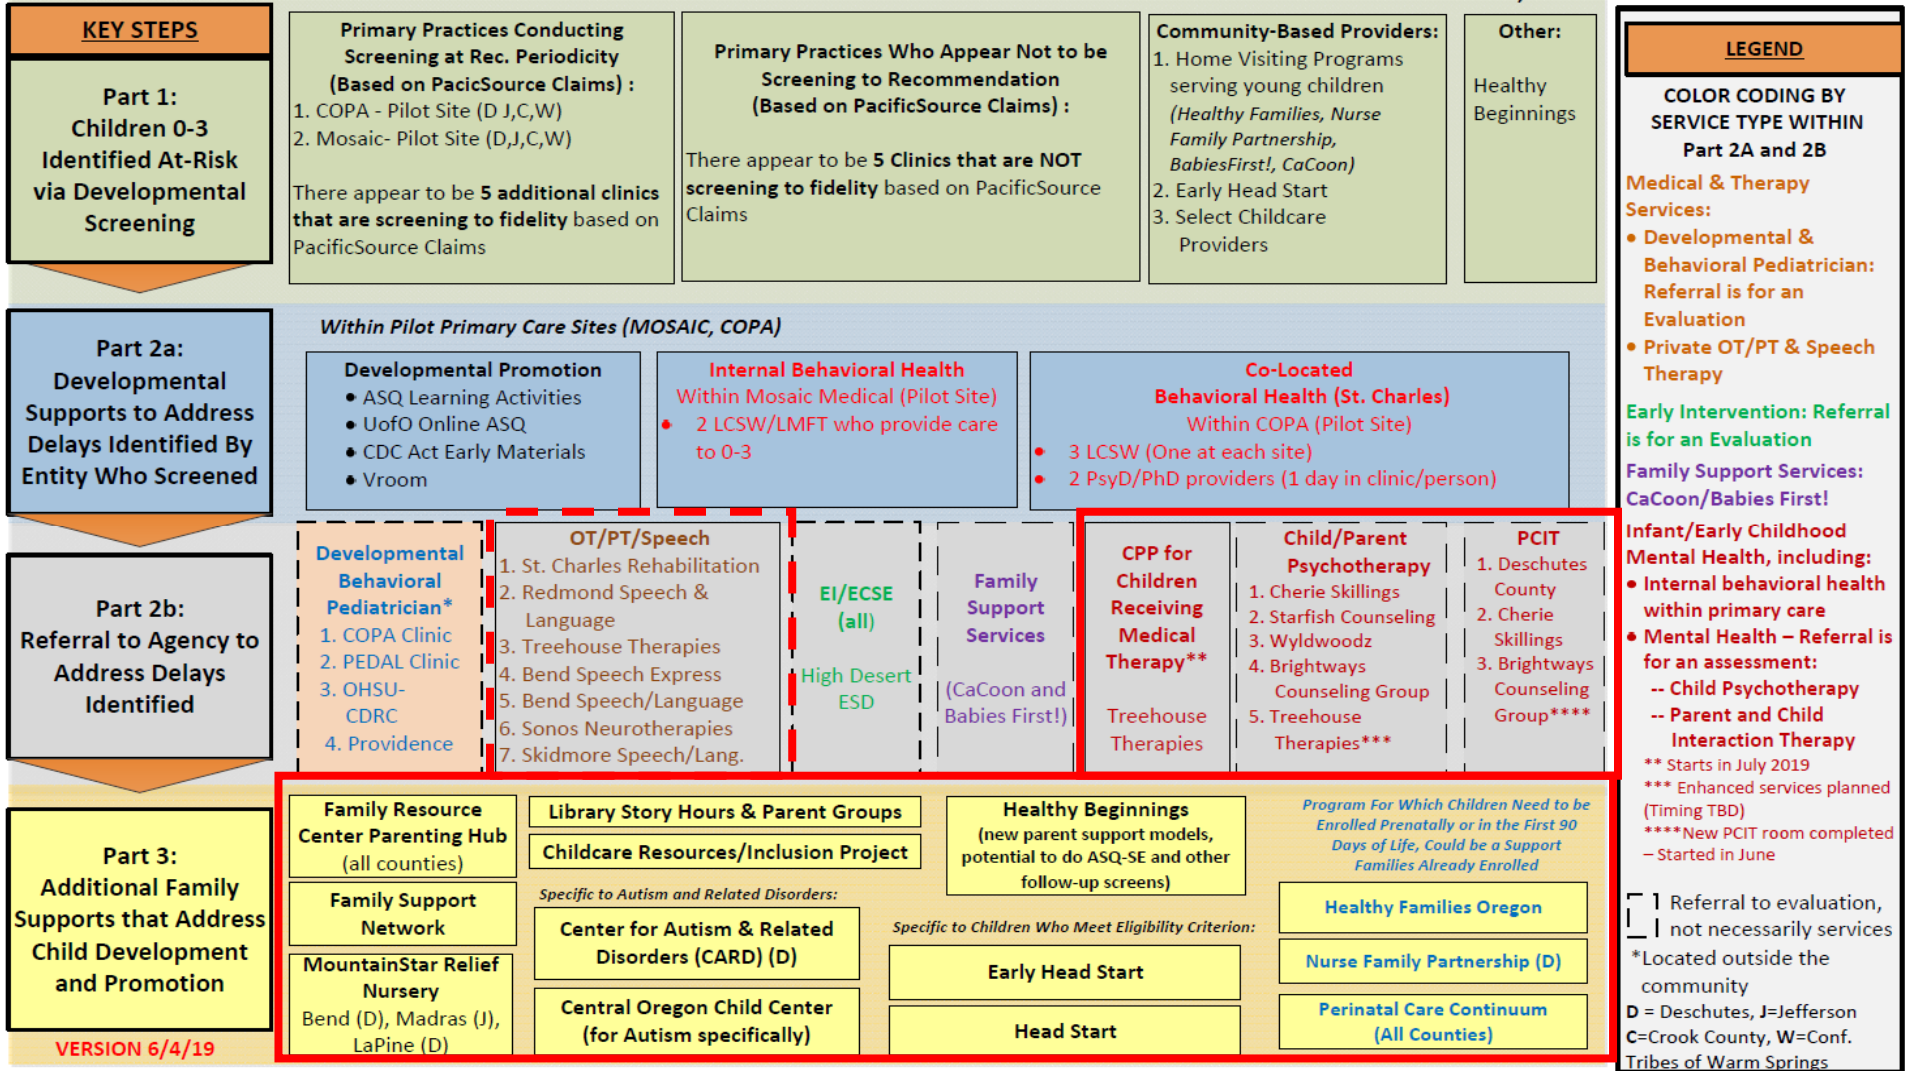 KEY STEPS
Part 1:
Children 0-3
Identified At-Risk
via Developmental
Screening
Primary Practices Conducting
Screening at Rec. Periodicity
(Based on PacicSource Claims) :
1. COPA - Pilot Site (D J,C,W)
2. Mosaic- Pilot Site (D,J,C,W)
There appear to be 5 additional clinics
that are screening to fidelity based on
PacificSource Claims
Primary Practices Who Appear Not to be
Screening to Recommendation
(Based on PacificSource Claims) :
There appear to be 5 Clinics that are NOT
screening to fidelity based on PacificSource
Claims
Community-Based Providers:
1. Home Visiting Programs
serving young children
(Healthy Families, Nurse
Family Partnership,
BabiesFirst!, CaCoon)
2. Early Head Start
3. Select Childcare
Providers
Other:
Healthy
Beginnings
Part 2a:
Developmental
Supports to Address
Delays Identified By
Entity Who Screened
Within Pilot Primary Care Sites (MOSAIC, COPA)
Developmental Promotion
• ASQ Learning Activities
• UofO Online ASQ
• CDC Act Early Materials
• Vroom
Internal Behavioral Health
Within Mosaic Medical (Pilot Site)
• 2 LCSW/LMFT who provide care
to 0-3
Co-Located
Behavioral Health (St. Charles)
Within COPA (Pilot Site)
• 3 LCSW (One at each site)
• 2 PsyD/PhD providers (1 day in clinic/person)
Part 2b:
Referral to Agency to
Address Delays
Identified
Developmental
Behavioral
Pediatrician*
1. COPA Clinic
2. PEDAL Clinic
3. OHSU-
CDRC
4. Providence
OT/PT/Speech
1. St. Charles Rehabilitation
2. Redmond Speech &
Language
3. Treehouse Therapies
4. Bend Speech Express
5. Bend Speech/Language
6. Sonos Neurotherapies
7. Skidmore Speech/Lang.
EI/ECSE
(all)
High Desert
ESD
Family
Support
Services
(CaCoon and
Babies First!)
CPP for
Children
Receiving
Medical
Therapy**
Treehouse
Therapies
Child/Parent
Psychotherapy
1. Cherie Skillings
2. Starfish Counseling
3. Wyldwoodz
4. Brightways
Counseling Group
5. Treehouse
Therapies***
PCIT
1. Deschutes
County
2. Cherie
Skillings
3. Brightways
Counseling
Group****
Part 3:
Additional Family
Supports that Address
Child Development
and Promotion
VERSION 6/4/19
Family Resource
Center Parenting Hub
(all counties)
Family Support
Network
MountainStar Relief
Nursery
Bend (D), Madras (J),
LaPine (D)
Library Story Hours & Parent Groups
Childcare Resources/Inclusion Project
Specific to Autism and Related Disorders:
Center for Autism & Related
Disorders (CARD) (D)
Central Oregon Child Center
(for Autism specifically)
Healthy Beginnings
(new parent support models,
potential to do ASQ-SE and other
follow-up screens)
Specific to Children Who Meet Eligibility Criterion:
Early Head Start
Head Start
Program For Which Children Need to be
Enrolled Prenatally or in the First 90
Days of Life, Could be a Support
Families Already Enrolled
Healthy Families Oregon
Nurse Family Partnership (D)
Perinatal Care Continuum
(All Counties)
LEGEND
COLOR CODING BY
SERVICE TYPE WITHIN
Part 2A and 2B
Medical & Therapy
Services:
• Developmental &
Behavioral Pediatrician:
Referral is for an
Evaluation
• Private OT/PT & Speech
Therapy
Early Intervention: Referral
is for an Evaluation
Family Support Services:
CaCoon/Babies First!
Infant/Early Childhood
Mental Health, including:
• Internal behavioral health
within primary care
• Mental Health – Referral is
for an assessment:
-- Child Psychotherapy
-- Parent and Child
Interaction Therapy
** Starts in July 2019
*** Enhanced services planned
(Timing TBD)
****New PCIT room completed
– Started in June
Referral to evaluation,
not necessarily services
*Located outside the
community
D = Deschutes, J=Jefferson
C=Crook County, W=Conf.
Tribes of Warm Springs